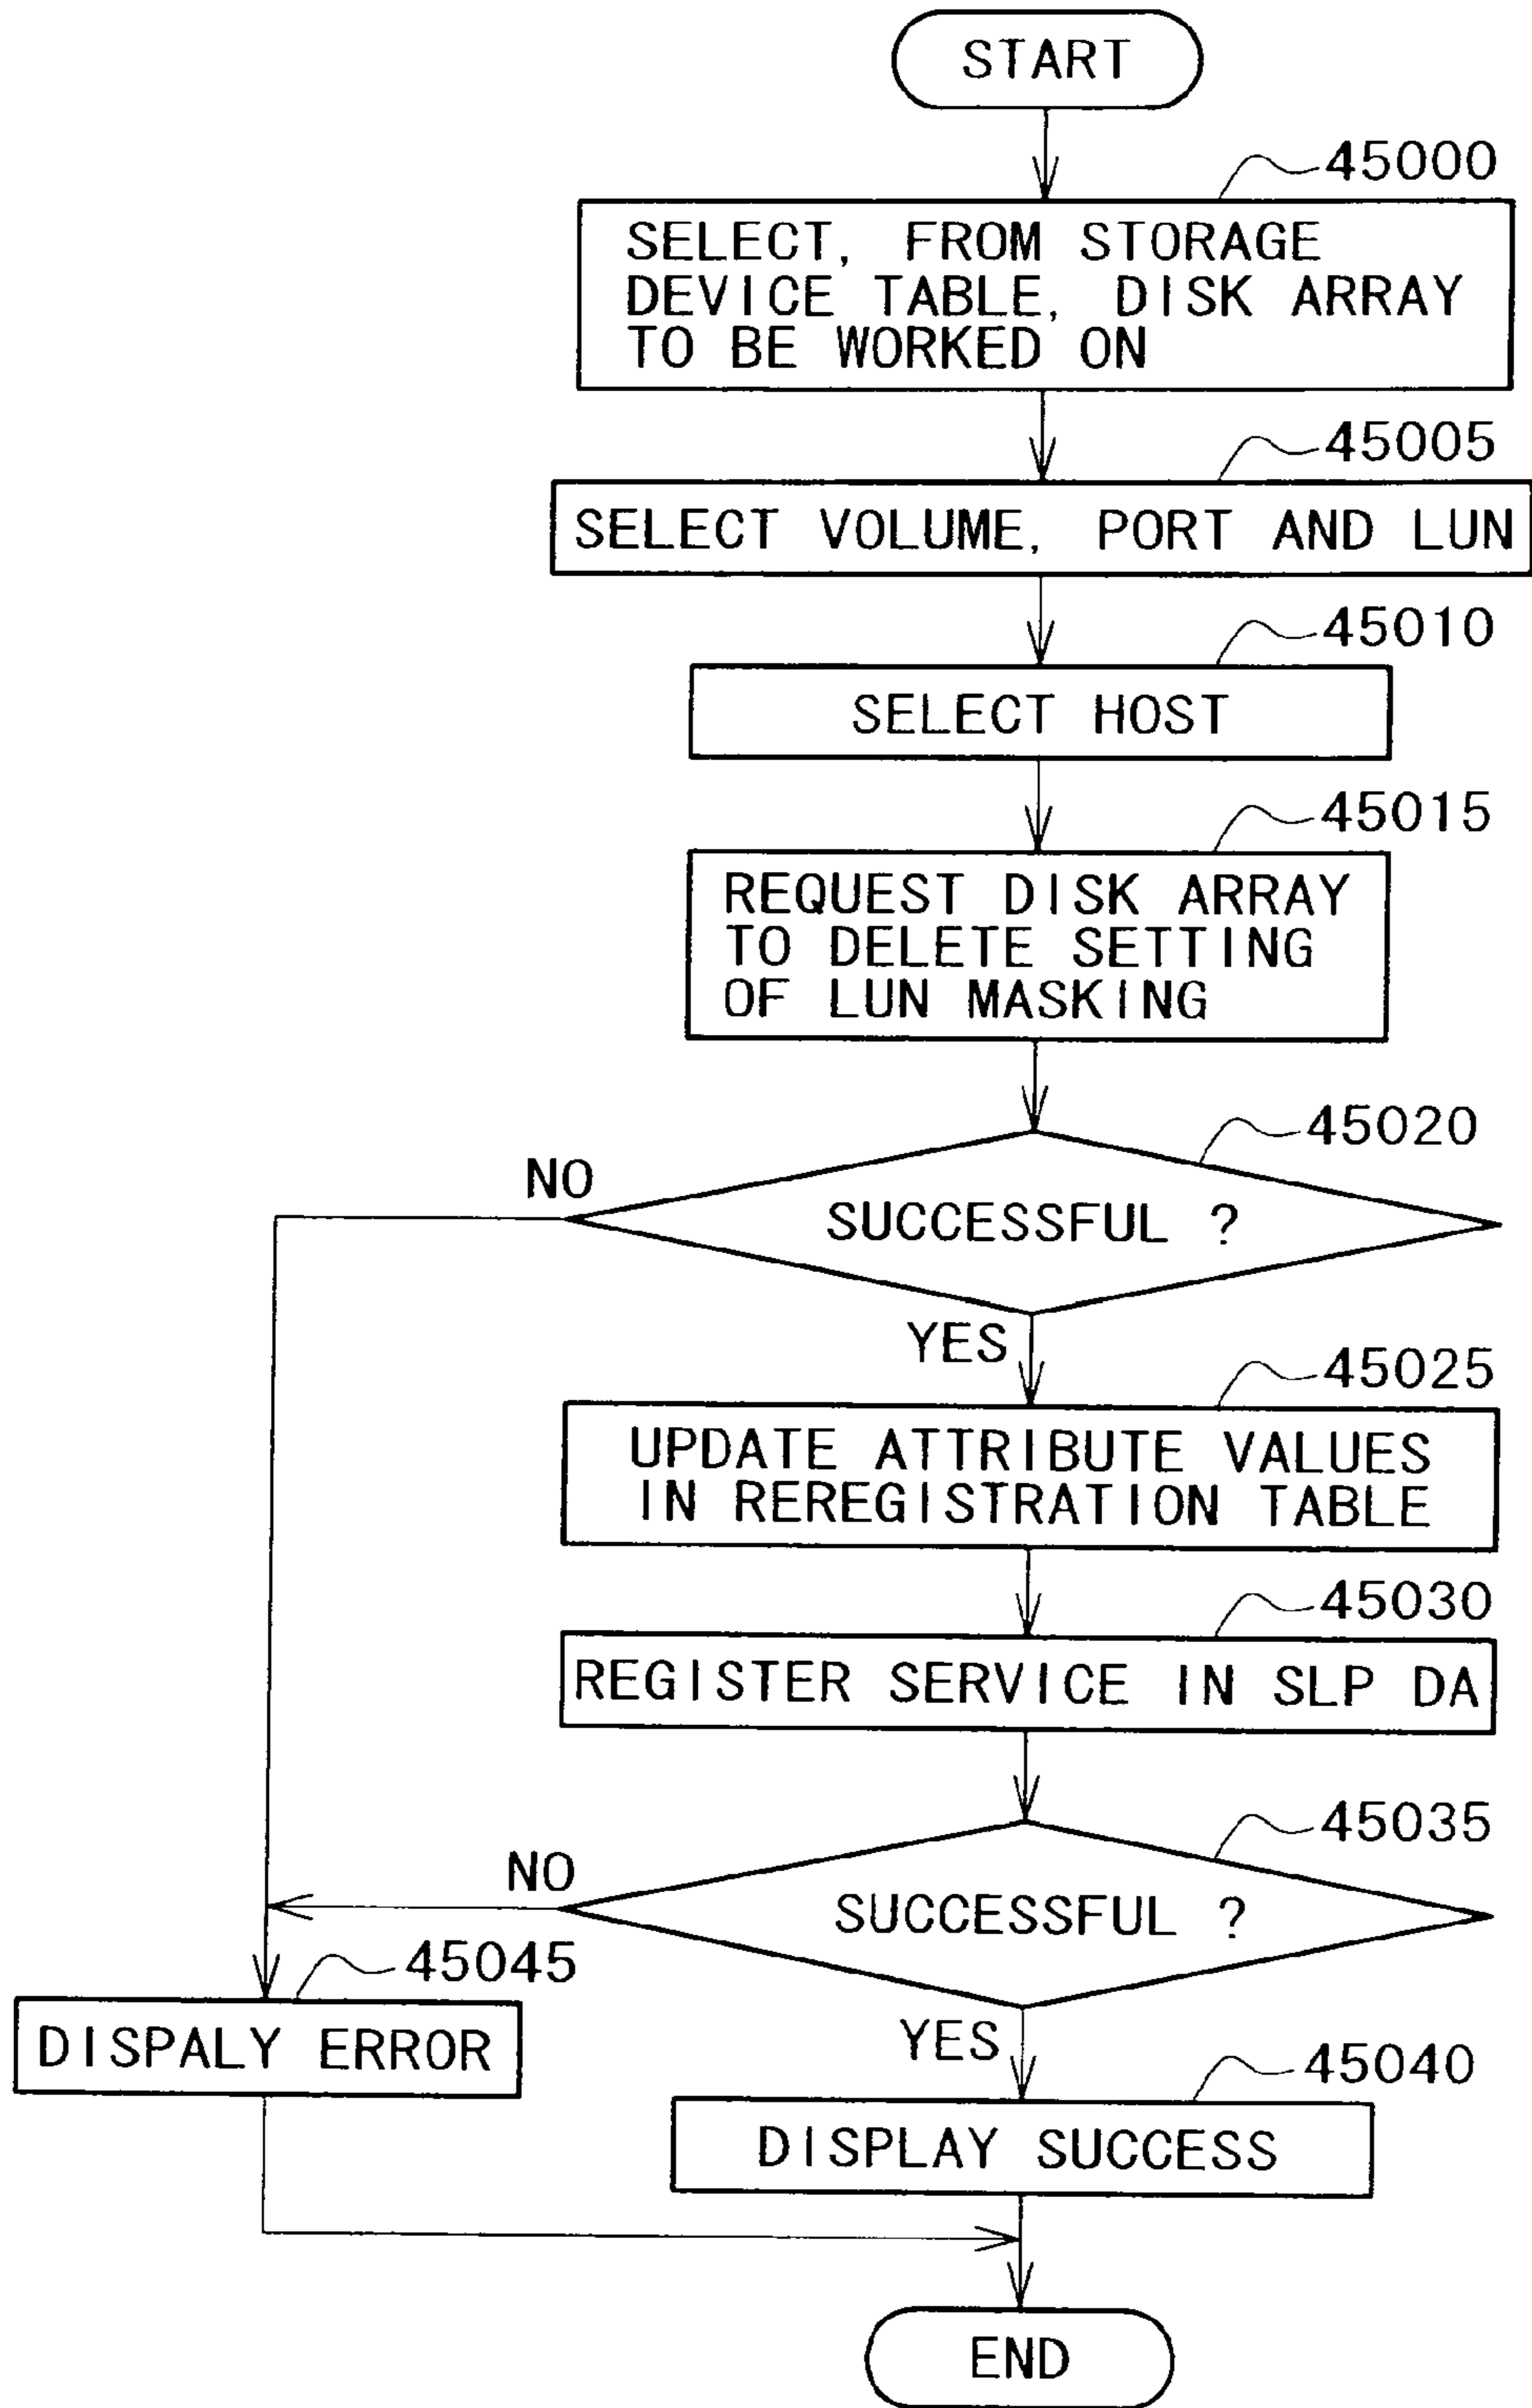 START
45000
SELECT, FROM STORAGE
DEVICE TABLE, DISK ARRAY
TO BE WORKED ON
45005
SELECT VOLUME, PORT AND LUN
45010
SELECT HOST
45015
REQUEST DISK ARRAY
TO DELETE SETTING
OF LUN MASKING
45020
NO
SUCCESSFUL ?
YES
45025
UPDATE ATTRIBUTE VALUES
IN REREGISTRATION TABLE
45030
REGISTER SERVICE IN SLP DA
45035
NO
SUCCESSFUL ?
45045
DISPALY ERROR
YES
45040
DISPLAY SUCCESS
END